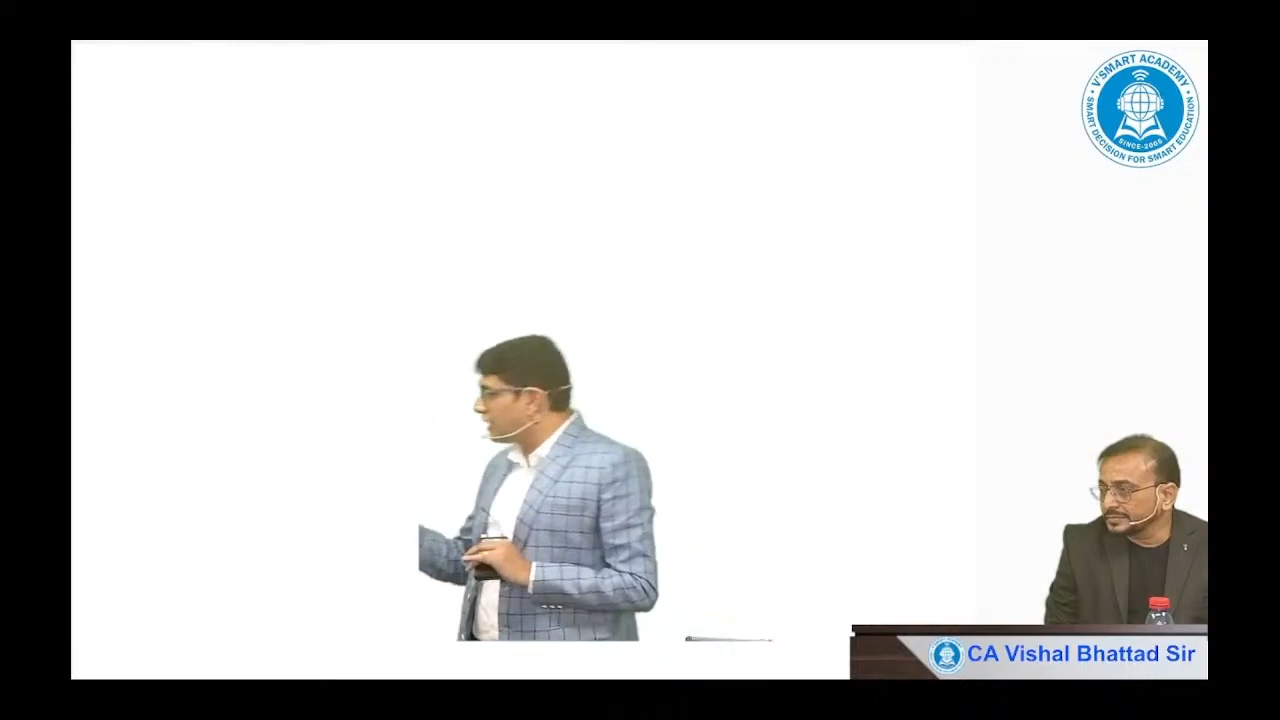 V'SMART ACADEMY
SMART DECISION FOR SMART EDUCATION
SINCE-2005
CA Vishal Bhattad Sir